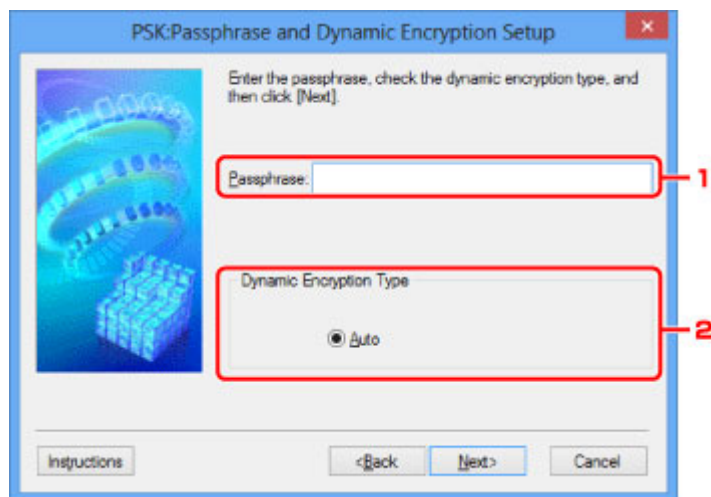 PSK:Passphrase and Dynamic Encryption Setup
Enter the passphrase, check the dynamic encryption type, and
then click [Next].
Passphrase:
1
Dynamic Encryption Type
Auto
2
Instructions
<Back
Next>
Cancel